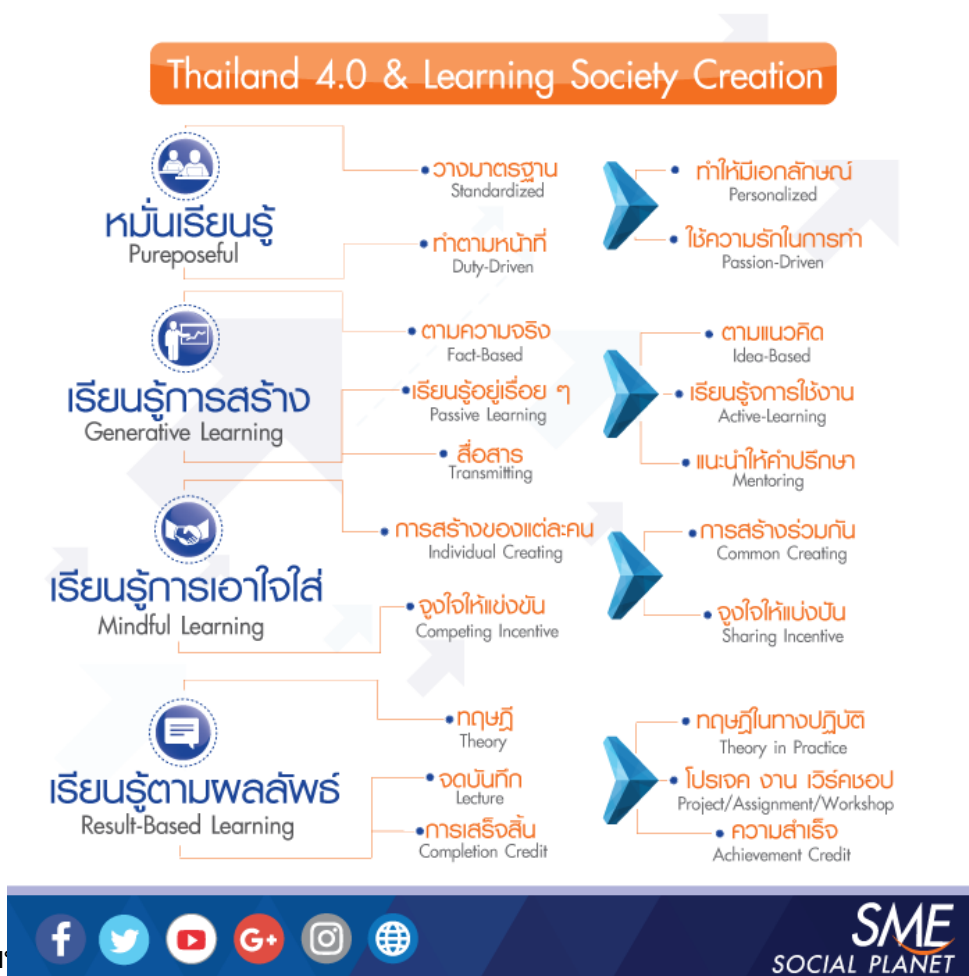 Thailand 4.0 & Learning Society Creation
หมั่นเรียนรู้
Pureposeful
วางมาตรฐาน
Standardized
ทำตามหน้าที่
Duty-Driven
ทำให้มีเอกลักษณ์
Personalized
ใช้ความรักในการทำ
Passion-Driven
เรียนรู้การสร้าง
Generative Learning
ตามความจริง
Fact-Based
เรียนรู้อยู่เรื่อย ๆ
Passive Learning
สื่อสาร
Transmitting
ตามแนวคิด
Idea-Based
เรียนรู้จการใช้งาน
Active-Learning
แนะนำให้คำปรึกษา
Mentoring
เรียนรู้การเอาใจใส่
Mindful Learning
การสร้างของแต่ละคน
Individual Creating
จูงใจให้แข่งขัน
Competing Incentive
การสร้างร่วมกัน
Common Creating
จูงใจให้แบ่งปัน
Sharing Incentive
เรียนรู้ตามผลลัพธ์
Result-Based Learning
ทฤษฎี
Theory
จดบันทึก
Lecture
การเสร็จสิ้น
Completion Credit
ทฤษฎีในทางปฏิบัติ
Theory in Practice
โปรเจค งาน เวิร์คชอป
Project/Assignment/Workshop
ความสำเร็จ
Achievement Credit
f G+
SME
SOCIAL PLANET